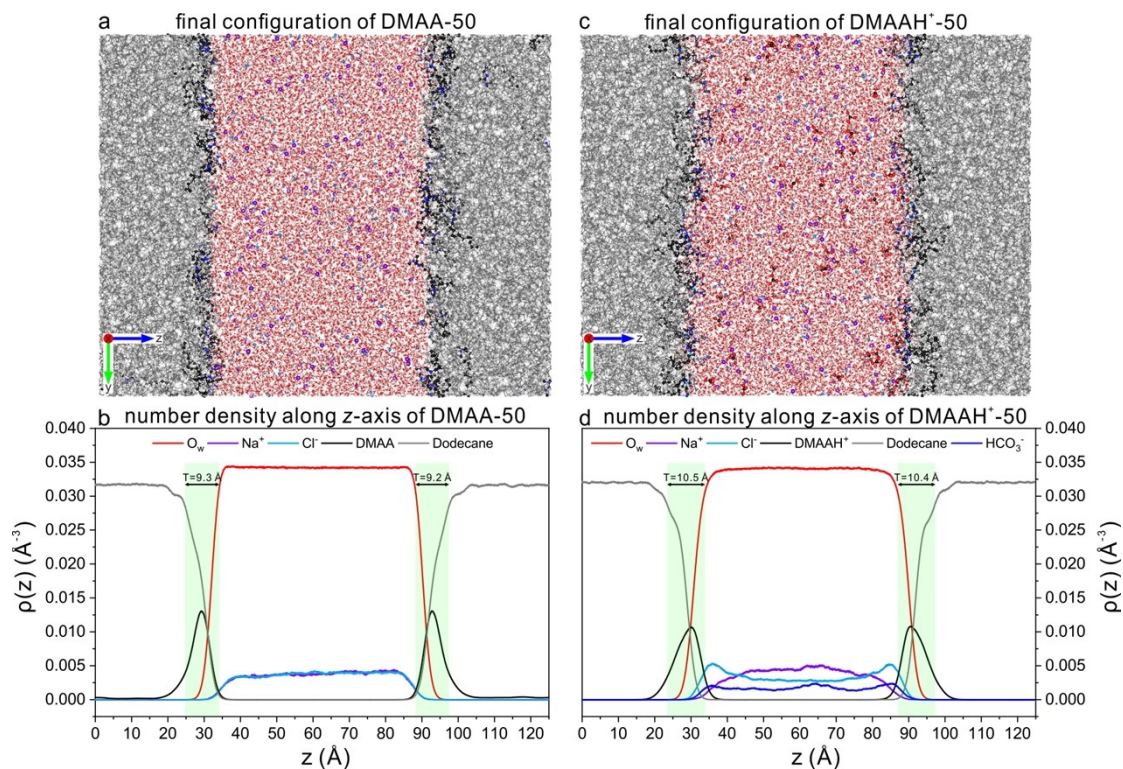 a final configuration of DMAA-50
c final configuration of DMAAH⁺-50
z
y
z
y
b number density along z-axis of DMAA-50
d number density along z-axis of DMAAH⁺-50
O_w Na⁺ Cl⁻ DMAA Dodecane
O_w Na⁺ Cl⁻ DMAAH⁺ Dodecane HCO₃⁻
T=9.3 Å
T=9.2 Å
T=10.5 Å
T=10.4 Å
0.040
0.035
0.030
0.025
0.020
0.015
0.010
0.005
0.000
ρ(z) (Å⁻³)
0 10 20 30 40 50 60 70 80 90 100 110 120
z (Å)
0 10 20 30 40 50 60 70 80 90 100 110 120
z (Å)
0.040
0.035
0.030
0.025
0.020
0.015
0.010
0.005
0.000
ρ(z) (Å⁻³)